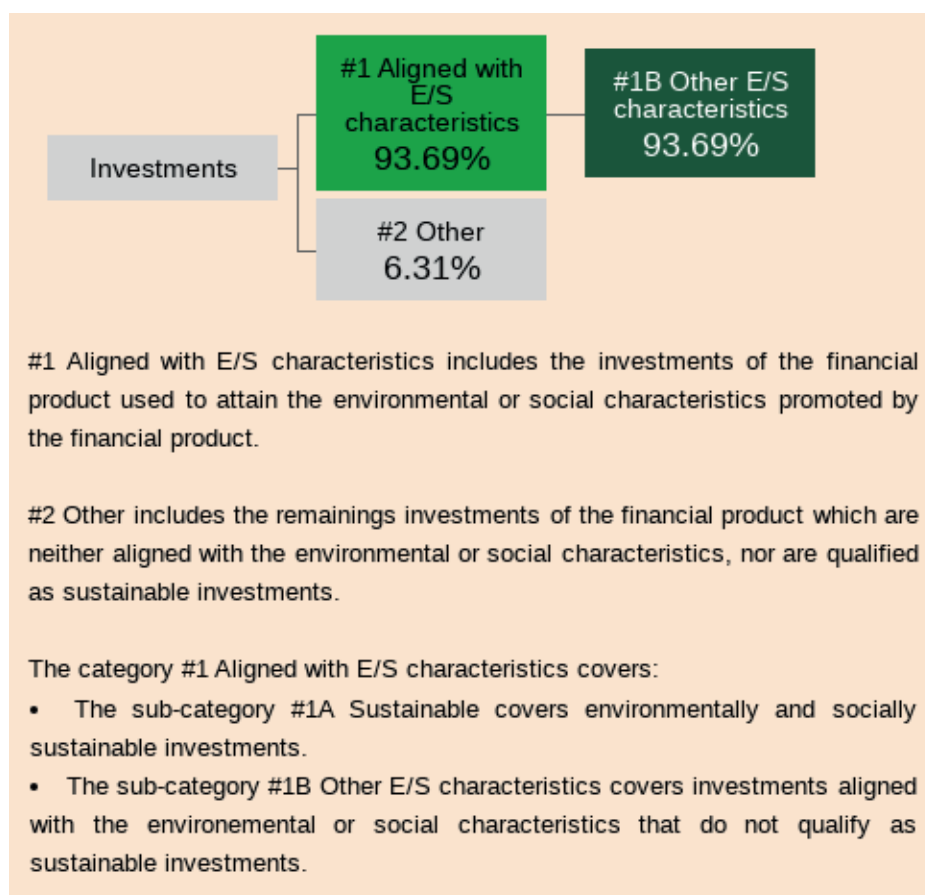 #1 Aligned with
E/S
characteristics
93.69%
#1B Other E/S
characteristics
93.69%
Investments
#2 Other
6.31%
#1 Aligned with E/S characteristics includes the investments of the financial
product used to attain the environmental or social characteristics promoted by
the financial product.
#2 Other includes the remainings investments of the financial product which are
neither aligned with the environmental or social characteristics, nor are qualified
as sustainable investments.
The category #1 Aligned with E/S characteristics covers:
• The sub-category #1A Sustainable covers environmentally and socially
sustainable investments.
• The sub-category #1B Other E/S characteristics covers investments aligned
with the environemental or social characteristics that do not qualify as
sustainable investments.